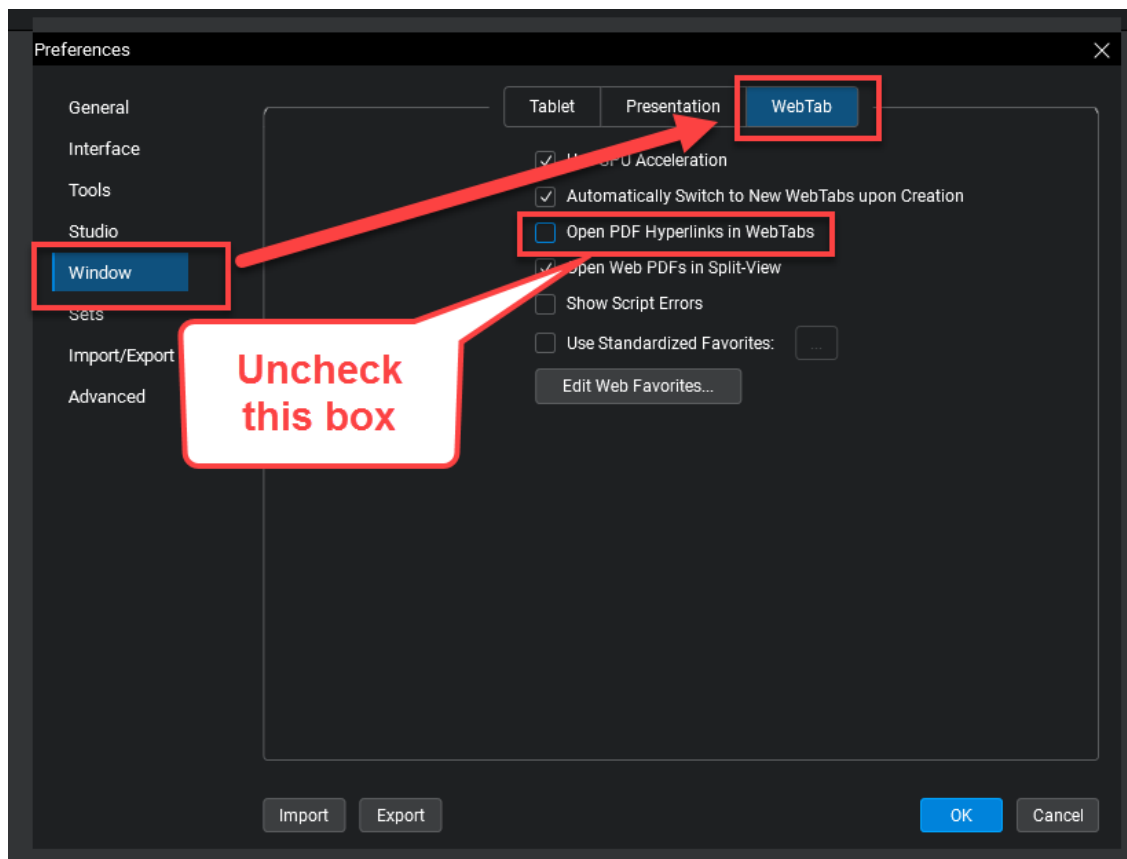 Preferences
General
Interface
Tools
Studio
Window
Sets
Import/Export
Advanced
Tablet
Presentation
WebTab
GPU Acceleration
Automatically Switch to New WebTabs upon Creation
Open PDF Hyperlinks in WebTabs
Open Web PDFs in Split-View
Show Script Errors
Use Standardized Favorites:
...
Edit Web Favorites...
Uncheck
this box
Import
Export
OK
Cancel